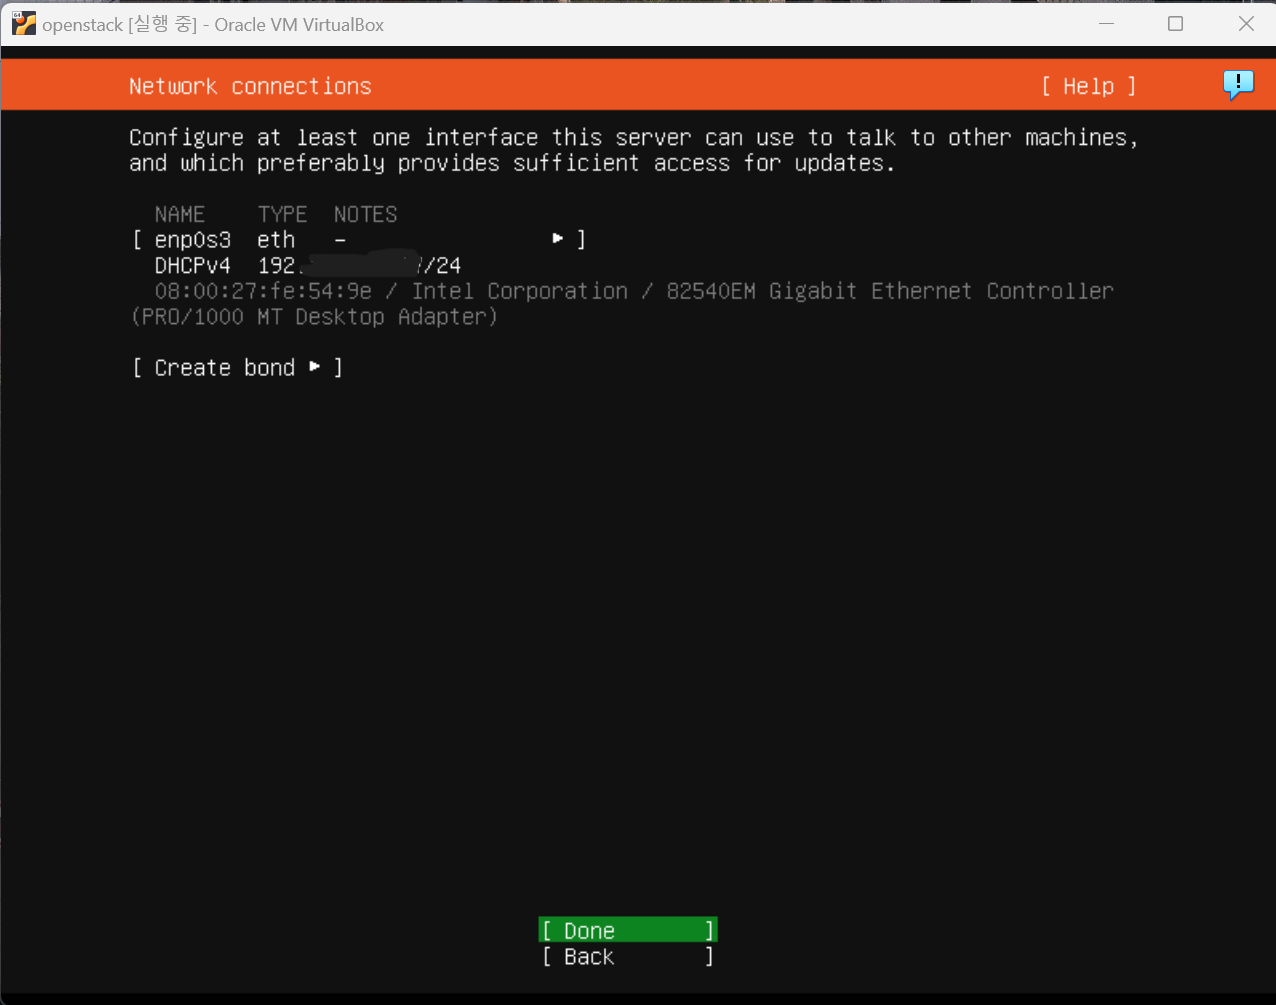 openstack [실행 중] - Oracle VM VirtualBox
Network connections [ Help ]
Configure at least one interface this server can use to talk to other machines,
and which preferably provides sufficient access for updates.
NAME TYPE NOTES
[ enp0s3 eth - ▸ ]
DHCPv4 192. /24
08:00:27:fe:54:9e / Intel Corporation / 82540EM Gigabit Ethernet Controller
(PRO/1000 MT Desktop Adapter)
[ Create bond ▸ ]
[ Done ]
[ Back ]